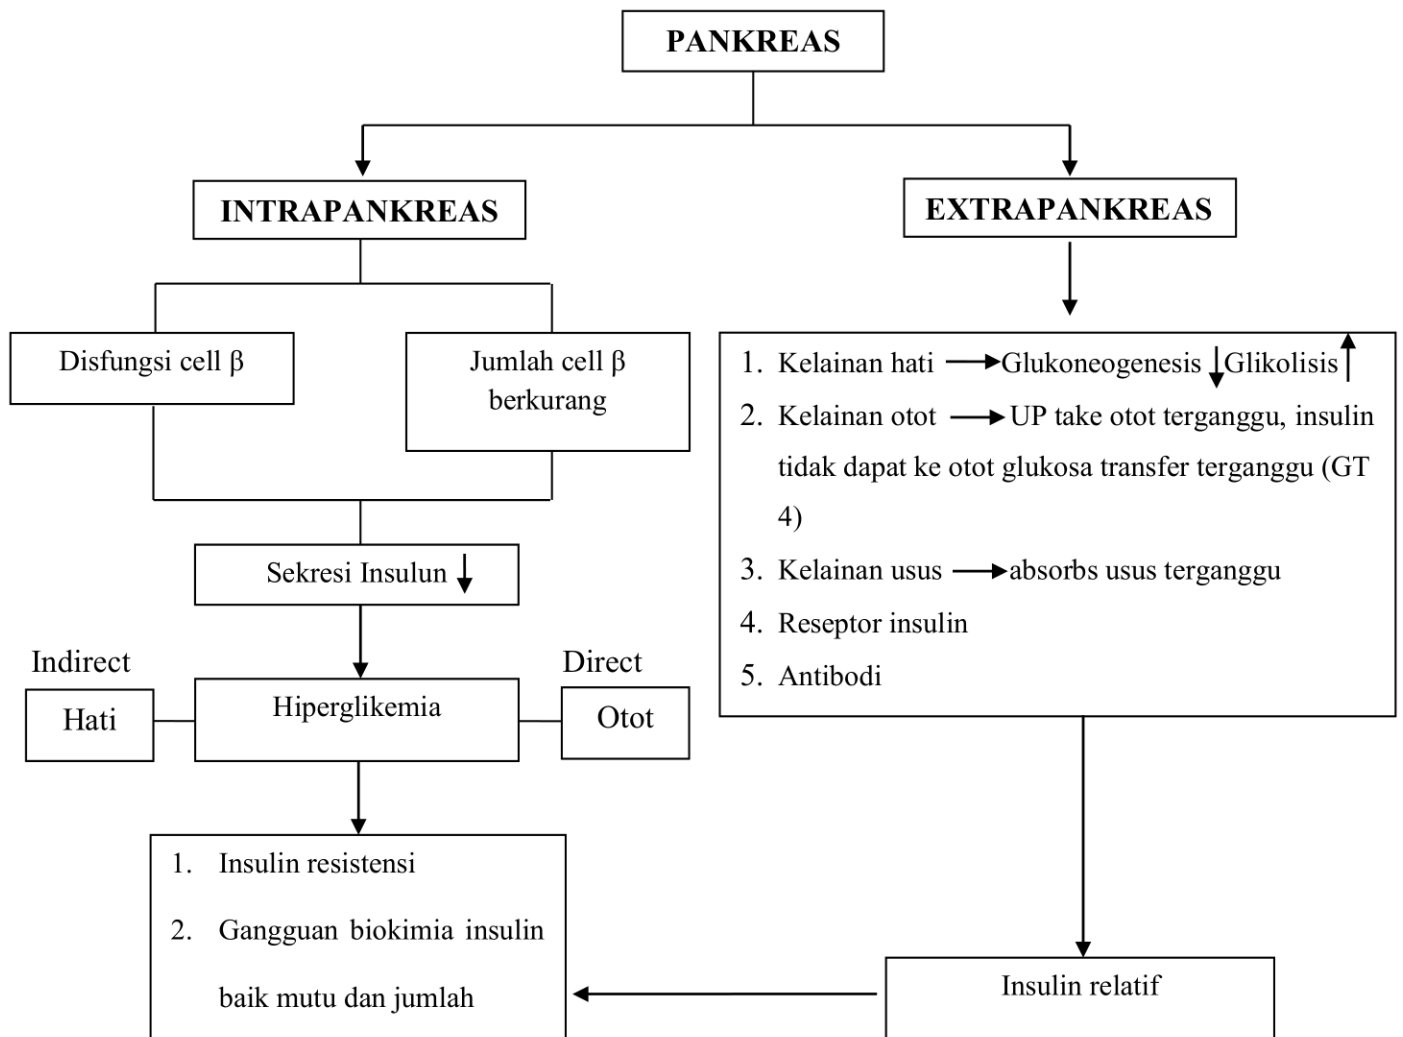 PANKREAS
INTRAPANKREAS
EXTRAPANKREAS
Disfungsi cell β
Jumlah cell β
berkurang
Sekresi Insulun
Indirect
Hati
Hiperglikemia
Direct
Otot
1. Insulin resistensi
2. Gangguan biokimia insulin
baik mutu dan jumlah
1. Kelainan hati Glukoneogenesis Glikolisis
2. Kelainan otot UP take otot terganggu, insulin
tidak dapat ke otot glukosa transfer terganggu (GT
4)
3. Kelainan usus absorbs usus terganggu
4. Reseptor insulin
5. Antibodi
Insulin relatif